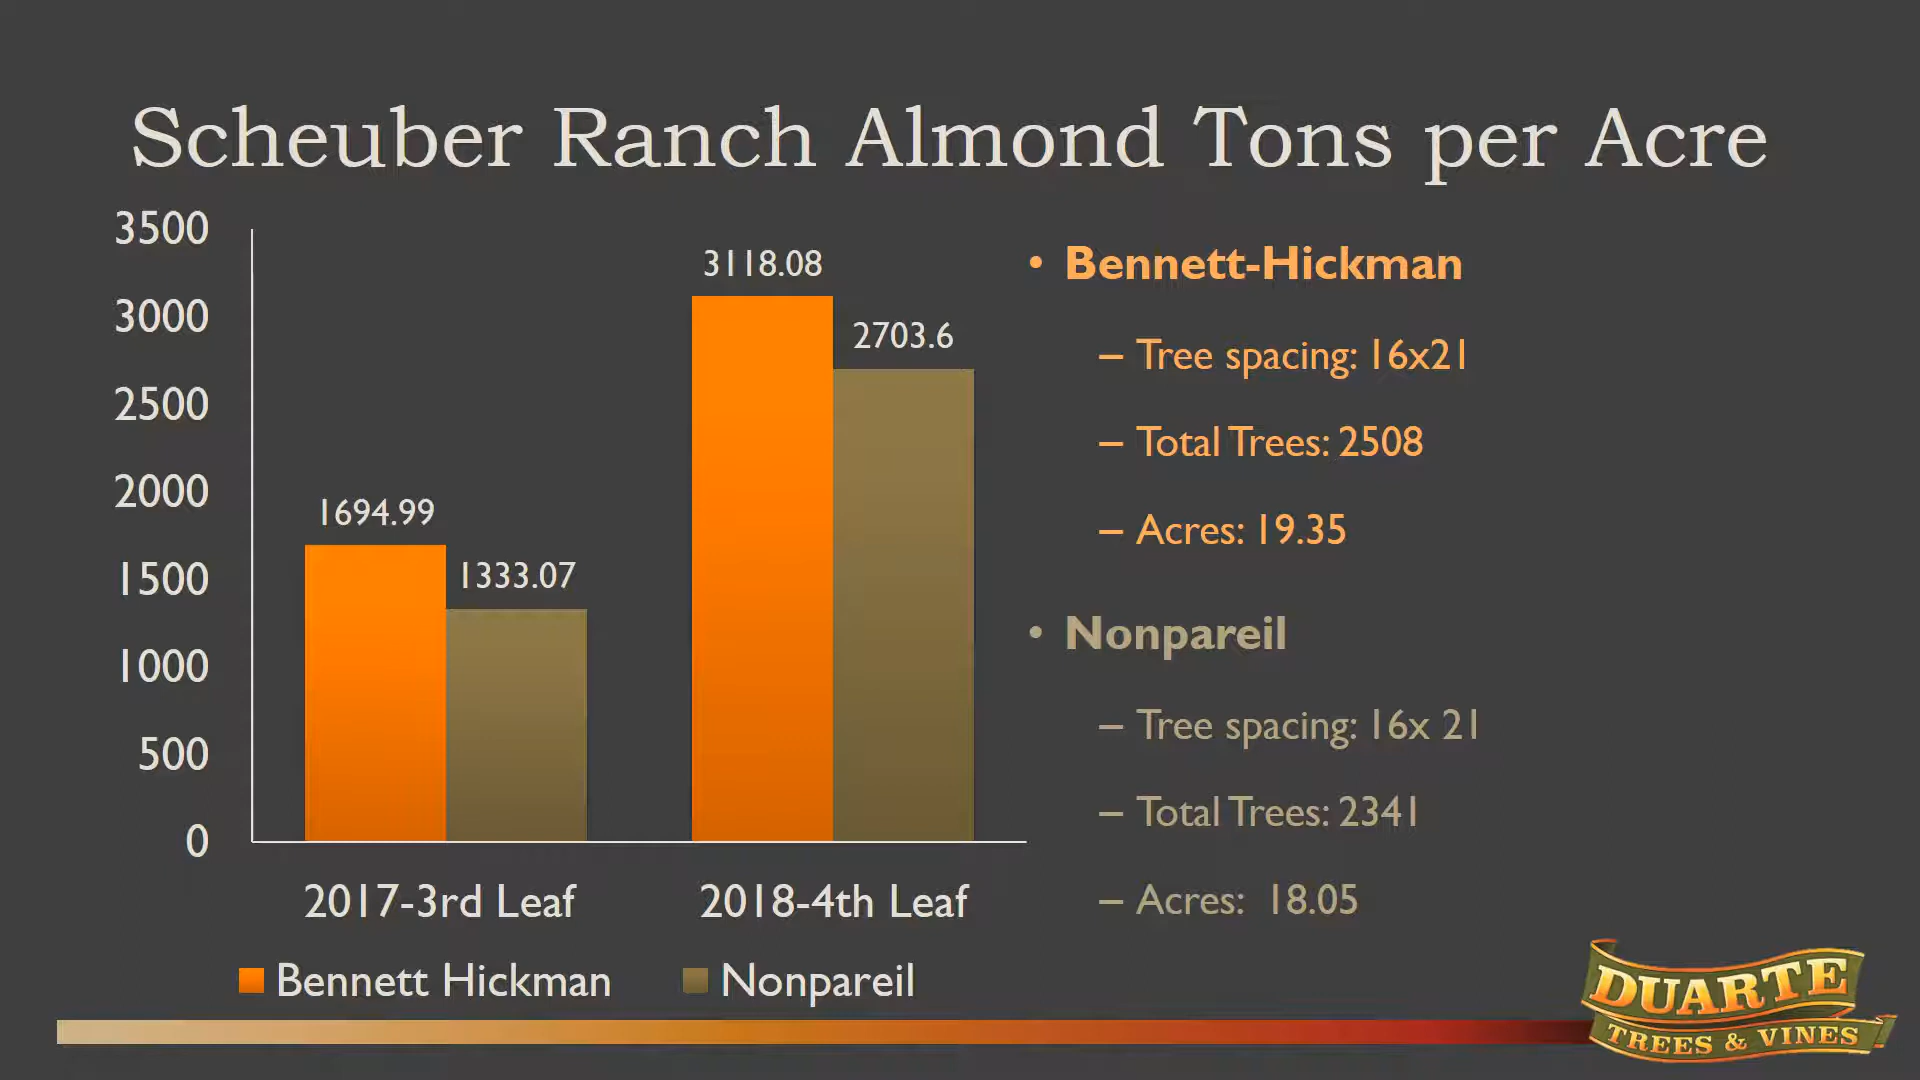 Scheuber Ranch Almond Tons per Acre
3500
3000
2500
2000
1500
1000
500
0
1694.99
1333.07
3118.08
2703.6
2017-3rd Leaf
2018-4th Leaf
Bennett Hickman
Nonpareil
• Bennett-Hickman
– Tree spacing: 16x21
– Total Trees: 2508
– Acres: 19.35
• Nonpareil
– Tree spacing: 16x 21
– Total Trees: 2341
– Acres: 18.05
DUARTE
TREES & VINES